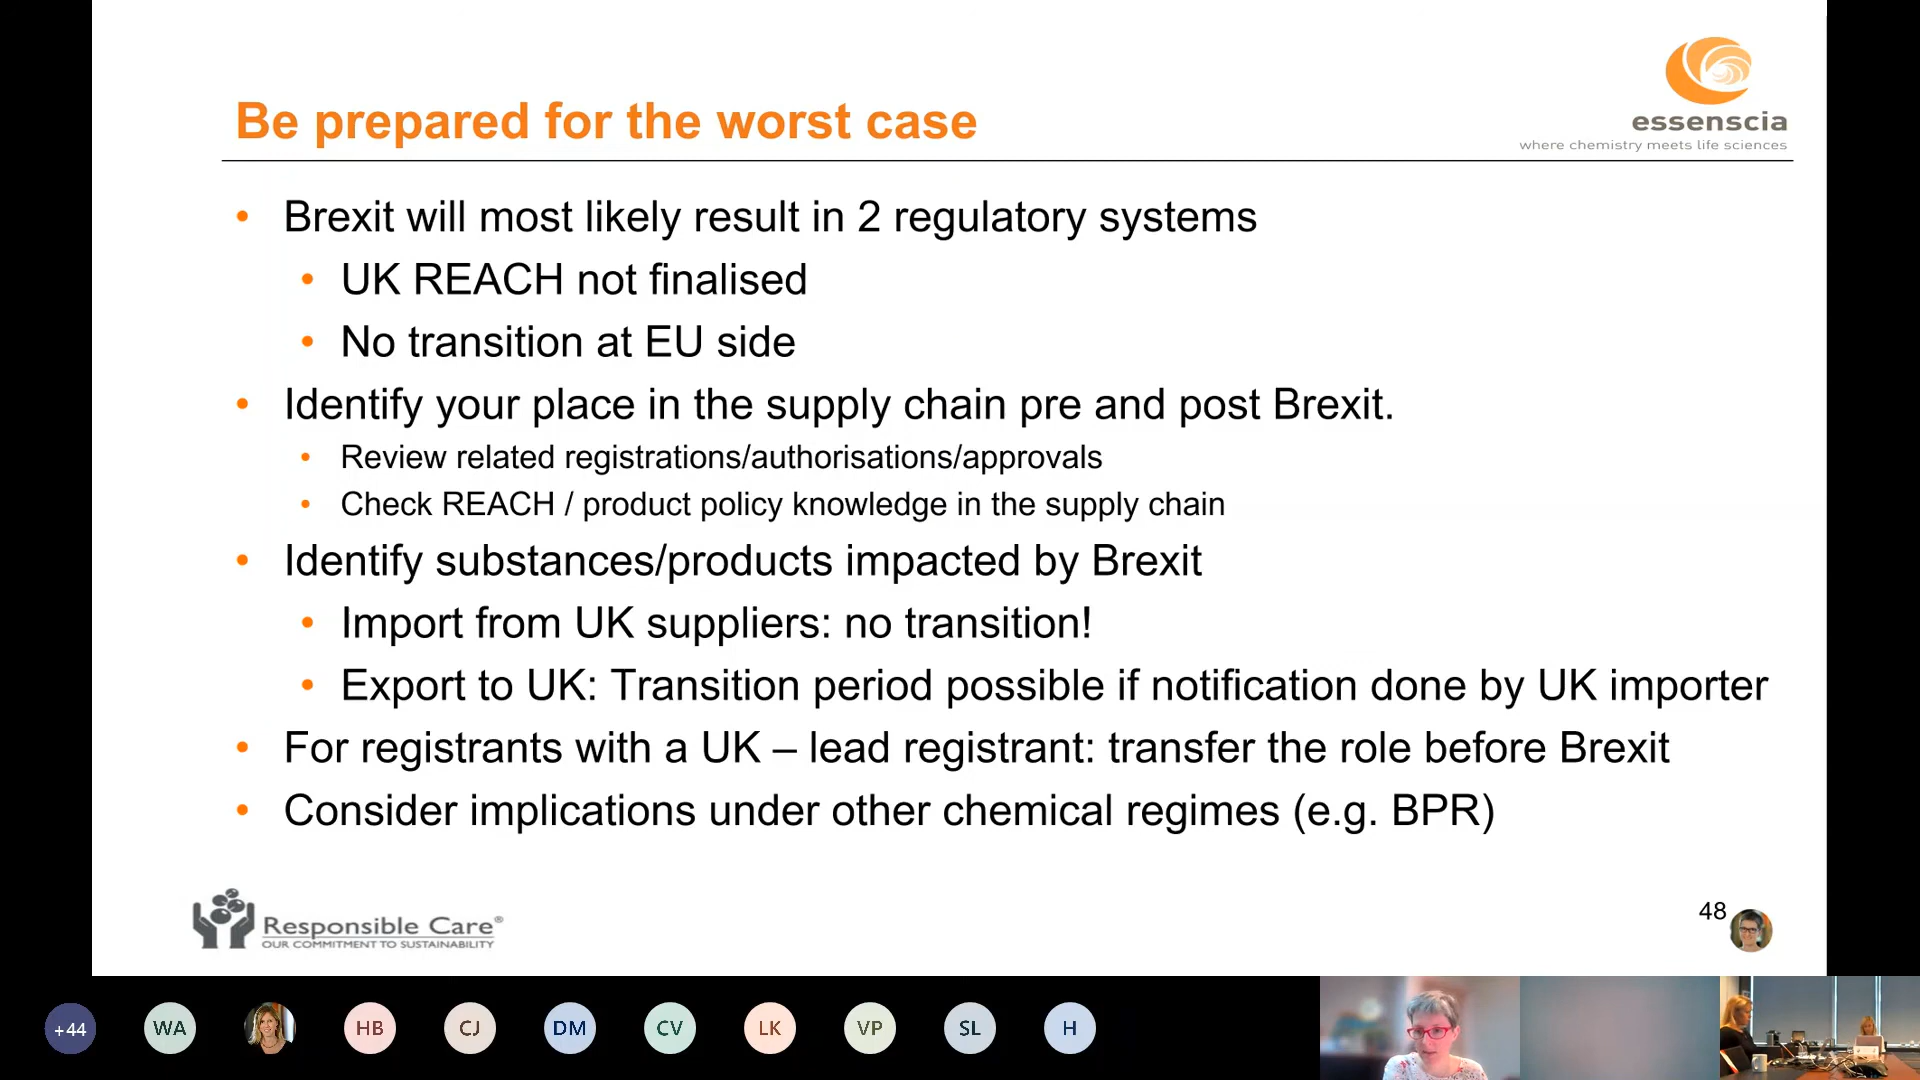 essenscia
where chemistry meets life sciences
Be prepared for the worst case
• Brexit will most likely result in 2 regulatory systems
• UK REACH not finalised
• No transition at EU side
• Identify your place in the supply chain pre and post Brexit.
• Review related registrations/authorisations/approvals
• Check REACH / product policy knowledge in the supply chain
• Identify substances/products impacted by Brexit
• Import from UK suppliers: no transition!
• Export to UK: Transition period possible if notification done by UK importer
• For registrants with a UK – lead registrant: transfer the role before Brexit
• Consider implications under other chemical regimes (e.g. BPR)
Responsible Care®
OUR COMMITMENT TO SUSTAINABILITY
48
+44 WA HB CJ DM CV LK VP SL H